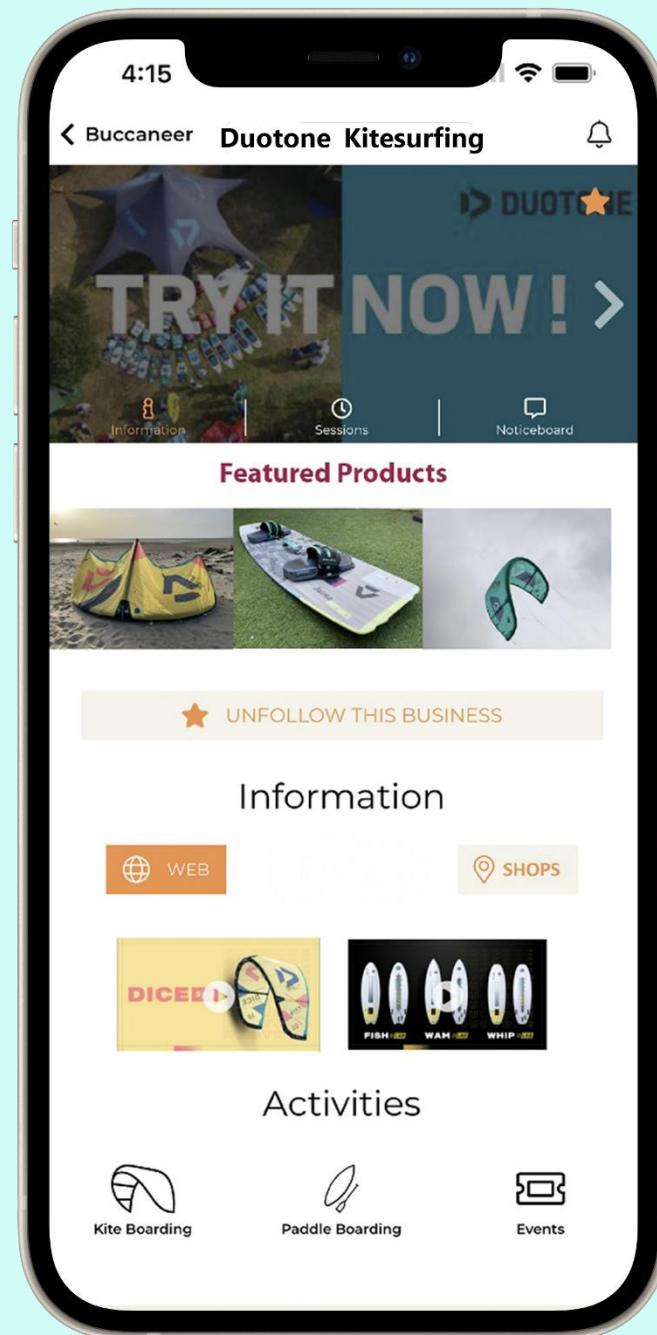 4:15
Buccaneer Duotone Kitesurfing
DUOTONE
TRY IT NOW!
Information Sessions Noticeboard
Featured Products
UNFOLLOW THIS BUSINESS
Information
WEB SHOPS
DICE
FISH WAM WHIP
Activities
Kite Boarding Paddle Boarding Events